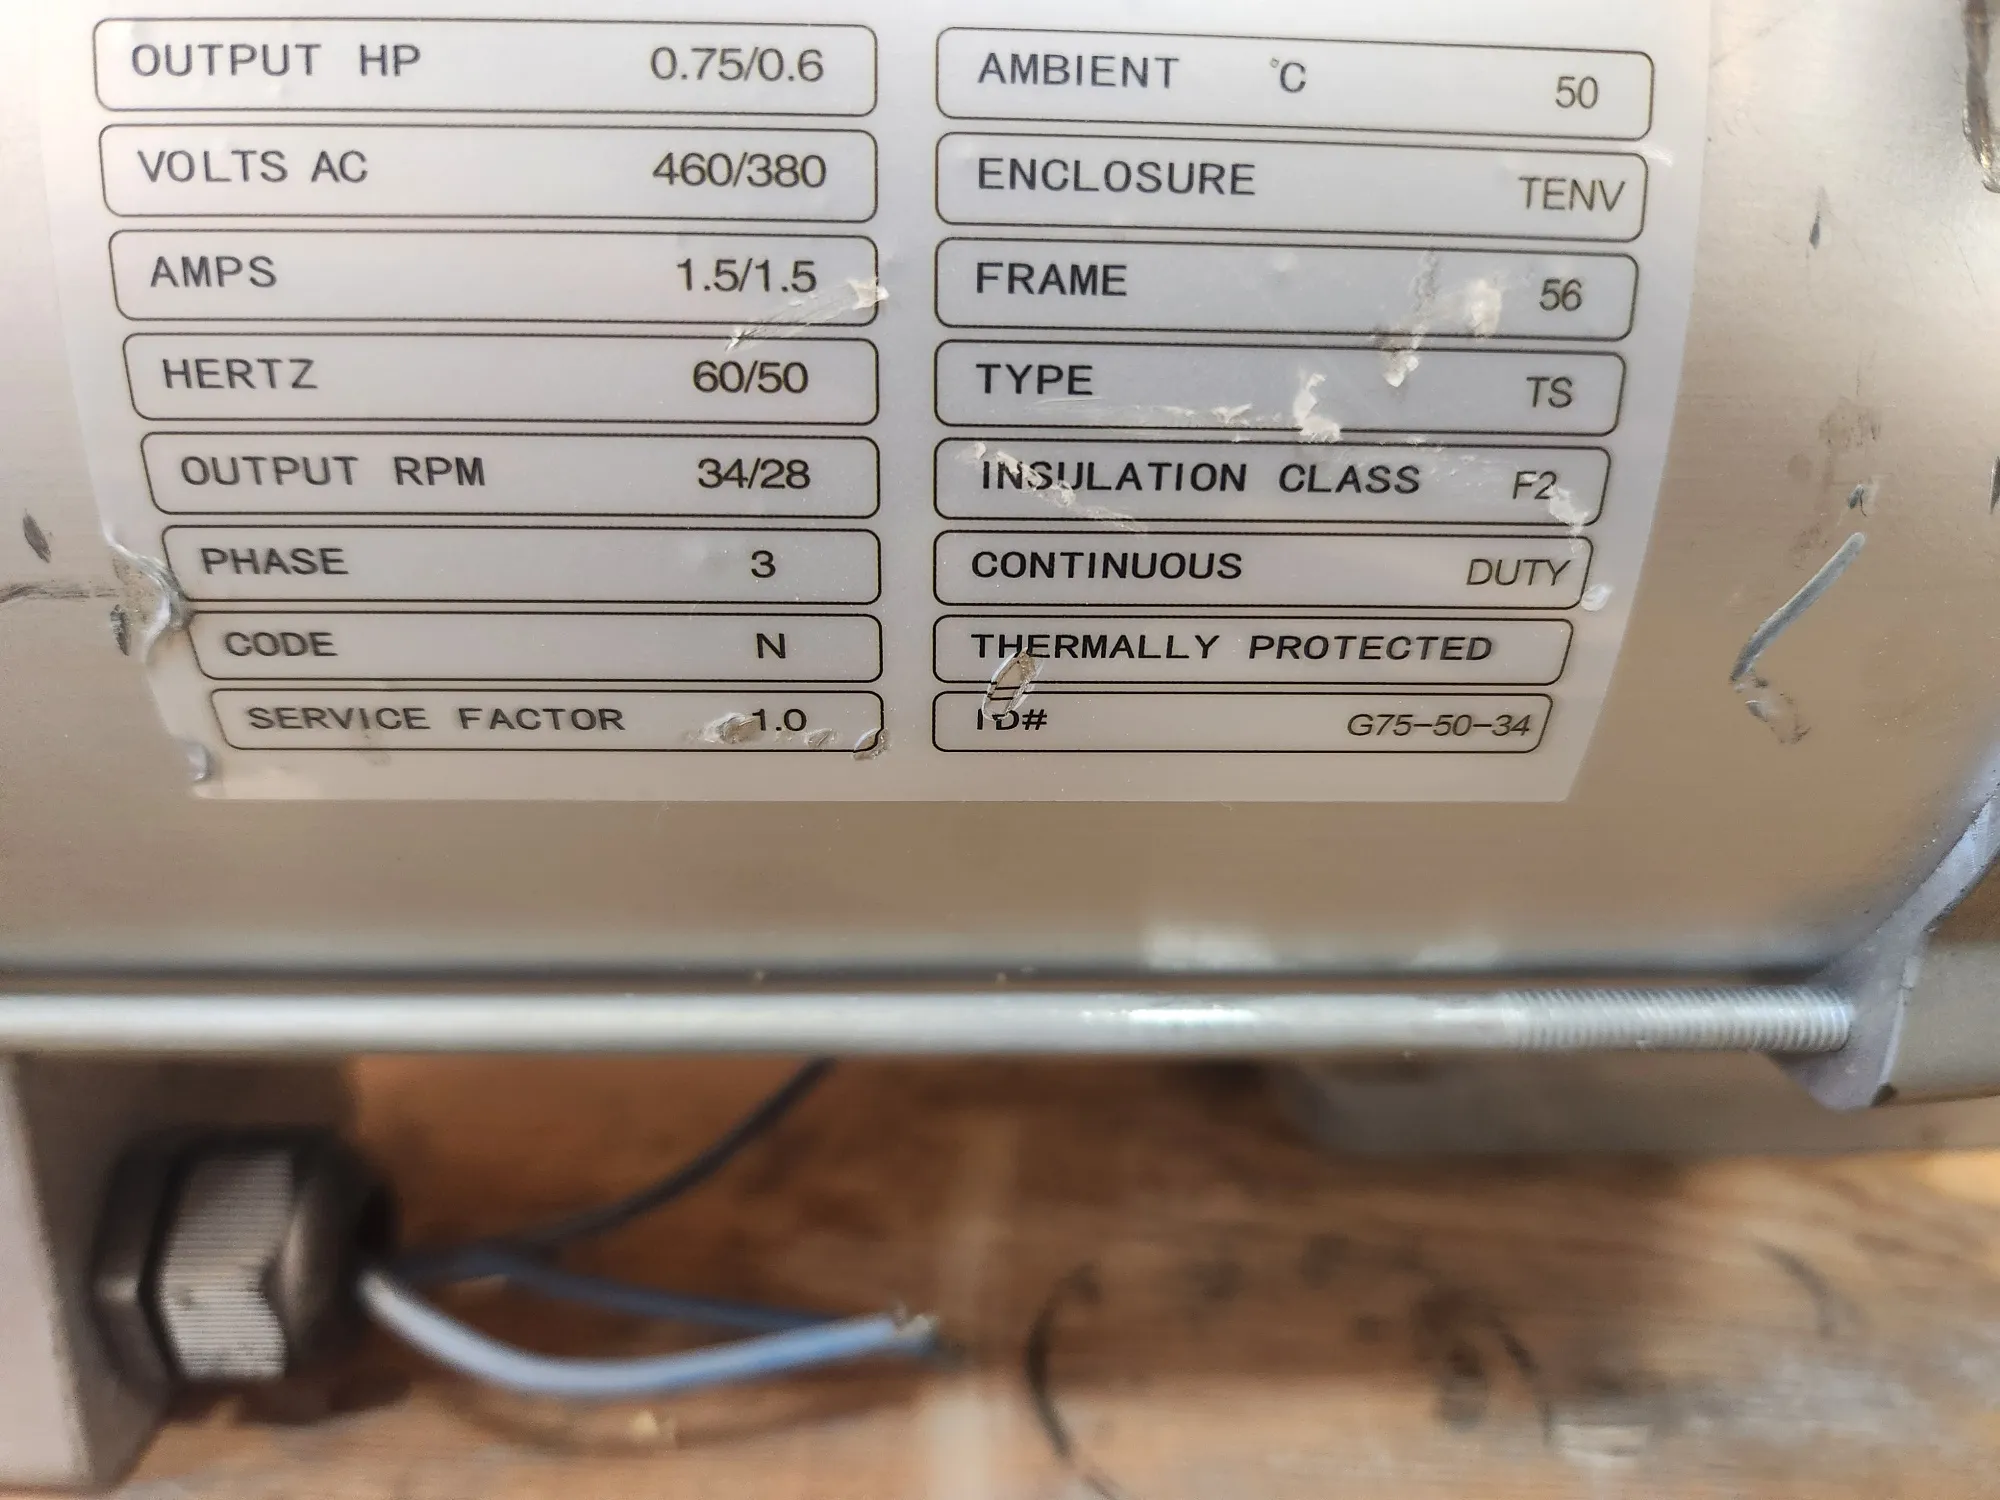 OUTPUT HP 0.75/0.6
VOLTS AC 460/380
AMPS 1.5/1.5
HERTZ 60/50
OUTPUT RPM 34/28
PHASE 3
CODE N
SERVICE FACTOR 1.0
AMBIENT °C 50
ENCLOSURE TENV
FRAME 56
TYPE TS
INSULATION CLASS F2
CONTINUOUS DUTY
THERMALLY PROTECTED
ID# G75-50-34